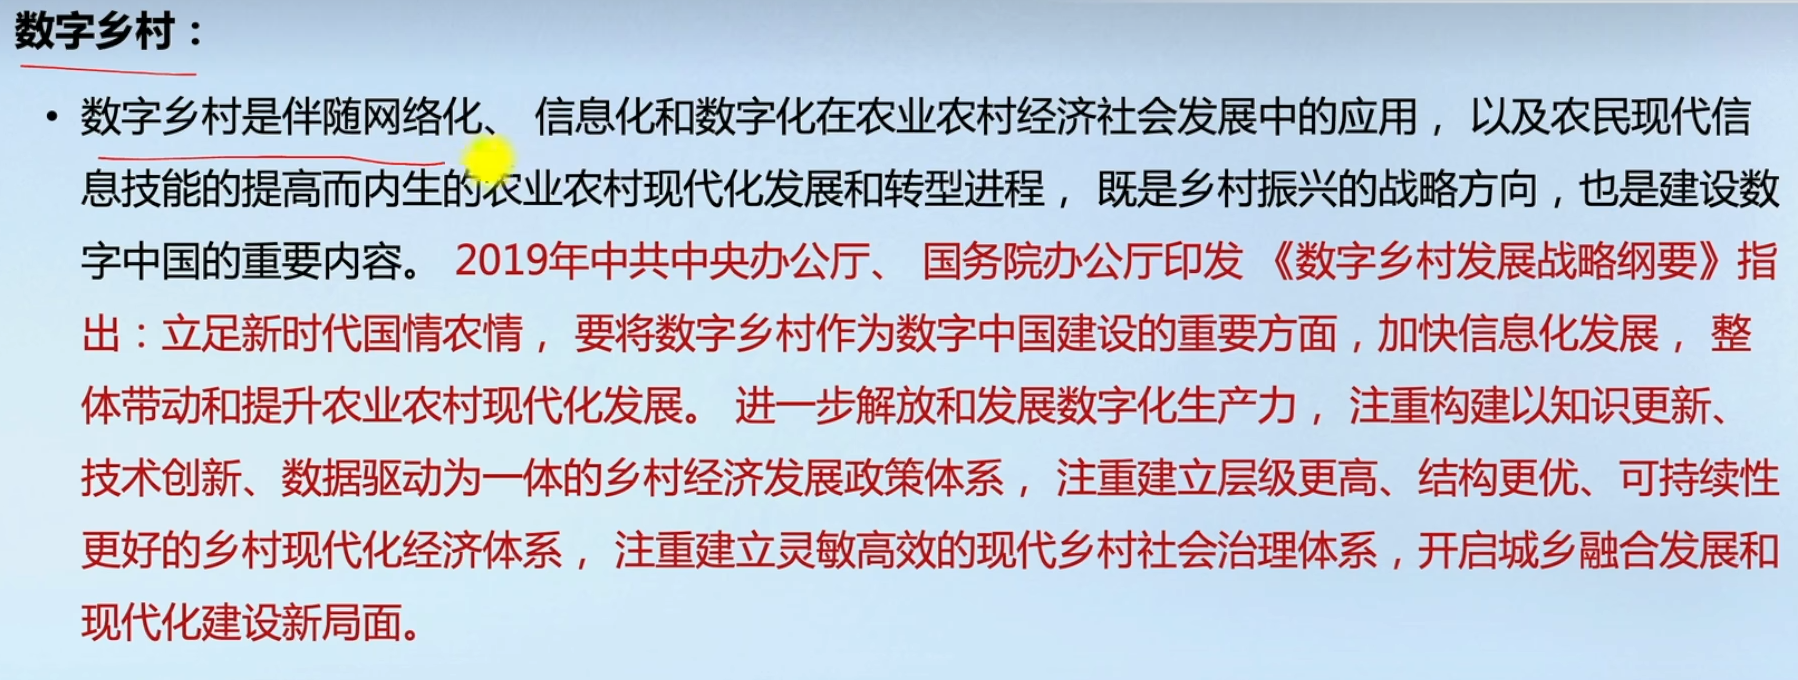 数字乡村：
• 数字乡村是伴随网络化、 信息化和数字化在农业农村经济社会发展中的应用， 以及农民现代信
息技能的提高而内生的农业农村现代化发展和转型进程， 既是乡村振兴的战略方向，也是建设数
字中国的重要内容。 2019年中共中央办公厅、 国务院办公厅印发 《数字乡村发展战略纲要》指
出：立足新时代国情农情， 要将数字乡村作为数字中国建设的重要方面，加快信息化发展， 整
体带动和提升农业农村现代化发展。 进一步解放和发展数字化生产力， 注重构建以知识更新、
技术创新、数据驱动为一体的乡村经济发展政策体系， 注重建立层级更高、结构更优、可持续性
更好的乡村现代化经济体系， 注重建立灵敏高效的现代乡村社会治理体系，开启城乡融合发展和
现代化建设新局面。